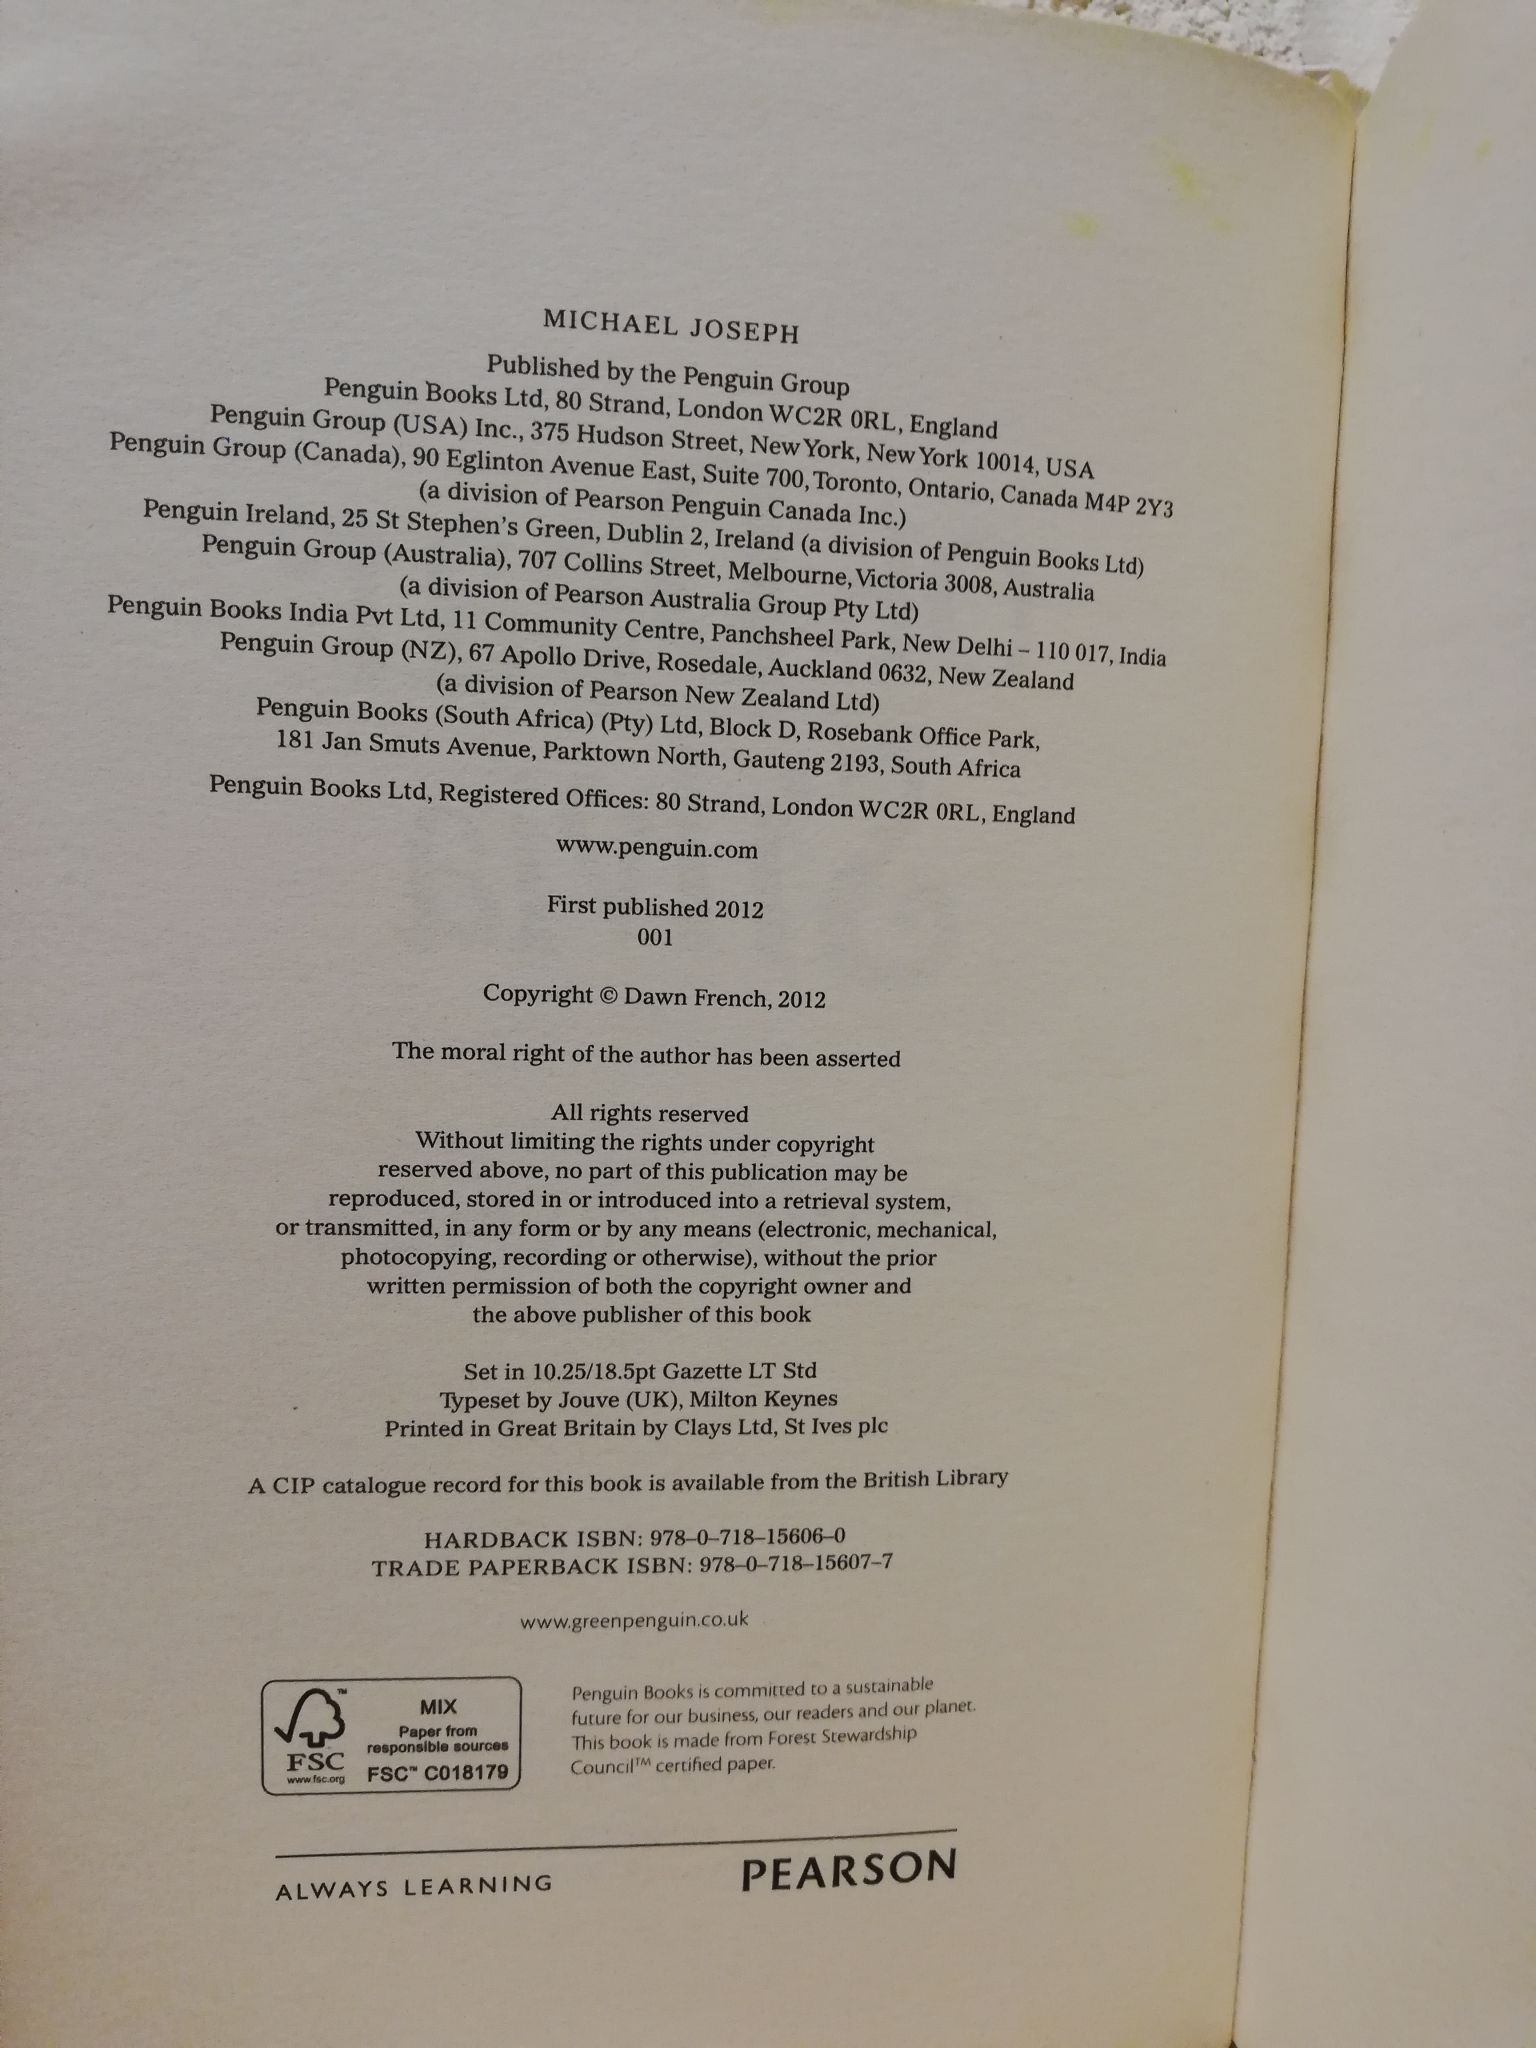 MICHAEL JOSEPH
Published by the Penguin Group
Penguin Books Ltd, 80 Strand, London WC2R 0RL, England
Penguin Group (USA) Inc., 375 Hudson Street, New York, New York 10014, USA
Penguin Group (Canada), 90 Eglinton Avenue East, Suite 700, Toronto, Ontario, Canada M4P 2Y3
(a division of Pearson Penguin Canada Inc.)
Penguin Ireland, 25 St Stephen's Green, Dublin 2, Ireland (a division of Penguin Books Ltd)
Penguin Group (Australia), 707 Collins Street, Melbourne, Victoria 3008, Australia
(a division of Pearson Australia Group Pty Ltd)
Penguin Books India Pvt Ltd, 11 Community Centre, Panchsheel Park, New Delhi – 110 017, India
Penguin Group (NZ), 67 Apollo Drive, Rosedale, Auckland 0632, New Zealand
(a division of Pearson New Zealand Ltd)
Penguin Books (South Africa) (Pty) Ltd, Block D, Rosebank Office Park,
181 Jan Smuts Avenue, Parktown North, Gauteng 2193, South Africa
Penguin Books Ltd, Registered Offices: 80 Strand, London WC2R 0RL, England
www.penguin.com
First published 2012
001
Copyright © Dawn French, 2012
The moral right of the author has been asserted
All rights reserved
Without limiting the rights under copyright
reserved above, no part of this publication may be
reproduced, stored in or introduced into a retrieval system,
or transmitted, in any form or by any means (electronic, mechanical,
photocopying, recording or otherwise), without the prior
written permission of both the copyright owner and
the above publisher of this book
Set in 10.25/18.5pt Gazette LT Std
Typeset by Jouve (UK), Milton Keynes
Printed in Great Britain by Clays Ltd, St Ives plc
A CIP catalogue record for this book is available from the British Library
HARDBACK ISBN: 978–0–718–15606–0
TRADE PAPERBACK ISBN: 978–0–718–15607–7
www.greenpenguin.co.uk
FSC
www.fsc.org
MIX
Paper from
responsible sources
FSC™ C018179
Penguin Books is committed to a sustainable
future for our business, our readers and our planet.
This book is made from Forest Stewardship
Council™ certified paper.
ALWAYS LEARNING
PEARSON